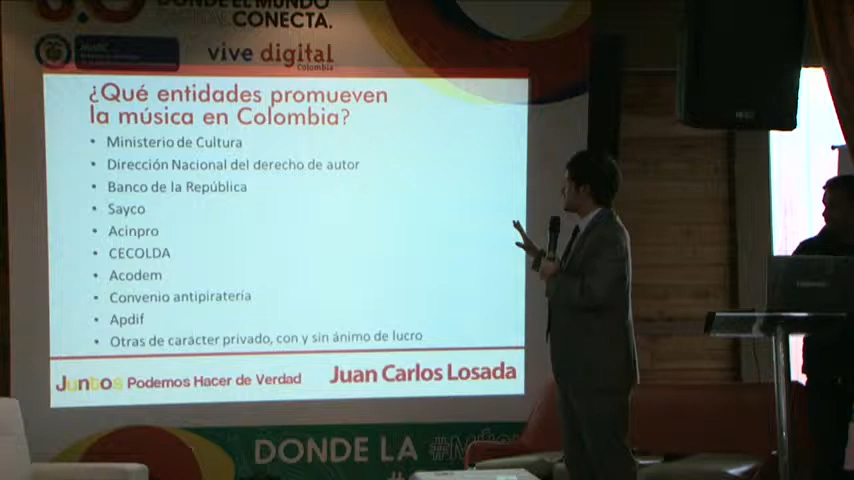 DONDE EL MUNDO
CONECTA.
vive digital
Colombia
¿Qué entidades promueven
la música en Colombia?
• Ministerio de Cultura
• Dirección Nacional del derecho de autor
• Banco de la República
• Sayco
• Acinpro
• CECOLDA
• Acodem
• Convenio antipiratería
• Apdif
• Otras de carácter privado, con y sin ánimo de lucro
Juntos Podemos Hacer de Verdad
Juan Carlos Losada
DONDE LA